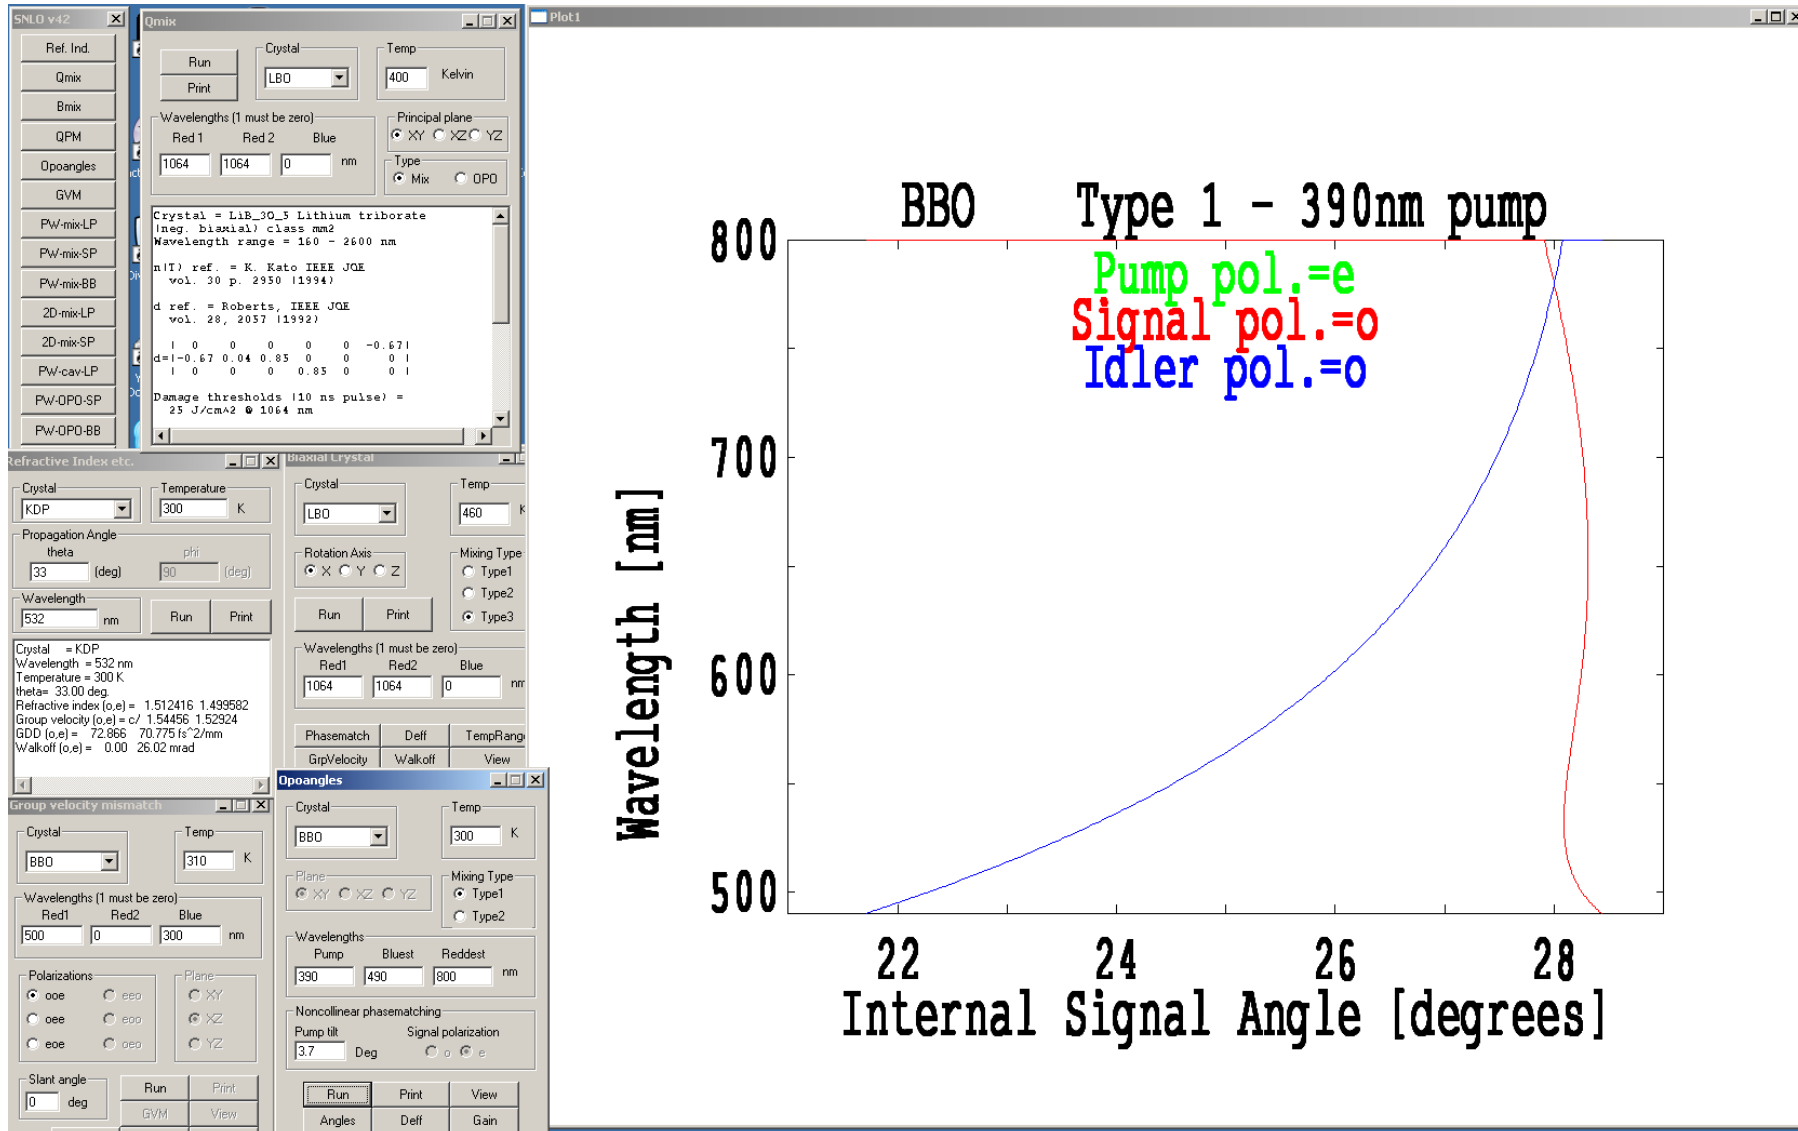 SNLO v42
Ref. Ind.
Qmix
Bmix
QPM
Opoangles
GVM
PW-mix-LP
PW-mix-SP
PW-mix-BB
2D-mix-LP
2D-mix-SP
PW-cav-LP
PW-OPO-SP
PW-OPO-BB
Qmix
Run
Print
Crystal
LBO
Temp
400 Kelvin
Wavelengths (1 must be zero)
Red 1 Red 2 Blue
1064 1064 0 nm
Principal plane
XY XZ YZ
Type
Mix OPO
Crystal = LiB_3O_5 Lithium triborate
(neg. biaxial) class mm2
Wavelength range = 160 - 2600 nm
n(T) ref. = K. Kato IEEE JQE
vol. 30 p. 2950 (1994)
d ref. = Roberts, IEEE JQE
vol. 28, 2057 (1992)
| 0 0 0 0 0 -0.67|
d=|-0.67 0.04 0.85 0 0 0 |
| 0 0 0 0.85 0 0 |
Damage thresholds (10 ns pulse) =
25 J/cm^2 @ 1064 nm
Refractive Index etc.
Crystal
KDP
Temperature
300 K
Propagation Angle
theta phi
33 (deg) 90 (deg)
Wavelength
532 nm
Run Print
Crystal = KDP
Wavelength = 532 nm
Temperature = 300 K
theta= 33.00 deg.
Refractive index (o,e) = 1.512416 1.499582
Group velocity (o,e) = c/ 1.54456 1.52924
GDD (o,e) = 72.866 70.775 fs^2/mm
Walkoff (o,e) = 0.00 26.02 mrad
Biaxial Crystal
Crystal
LBO
Temp
460 K
Rotation Axis
X Y Z
Mixing Type
Type1
Type2
Type3
Run Print
Wavelengths (1 must be zero)
Red1 Red2 Blue
1064 1064 0 nm
Phasematch Deff TempRang
GrpVelocity Walkoff View
Group velocity mismatch
Crystal
BBO
Temp
310 K
Wavelengths (1 must be zero)
Red1 Red2 Blue
500 0 300 nm
Polarizations
ooe eeo
oee eoo
eoe oeo
Plane
XY
XZ
YZ
Slant angle
0 deg
Run Print
GVM View
Opoangles
Crystal
BBO
Temp
300 K
Plane
XY XZ YZ
Mixing Type
Type1
Type2
Wavelengths
Pump Bluest Reddest
390 490 800 nm
Noncollinear phasematching
Pump tilt
3.7 Deg
Signal polarization
o e
Run Print View
Angles Deff Gain
Plot1
BBO Type 1 - 390nm pump
Pump pol.=e
Signal pol.=o
Idler pol.=o
800
700
600
500
Wavelength [nm]
22 24 26 28
Internal Signal Angle [degrees]